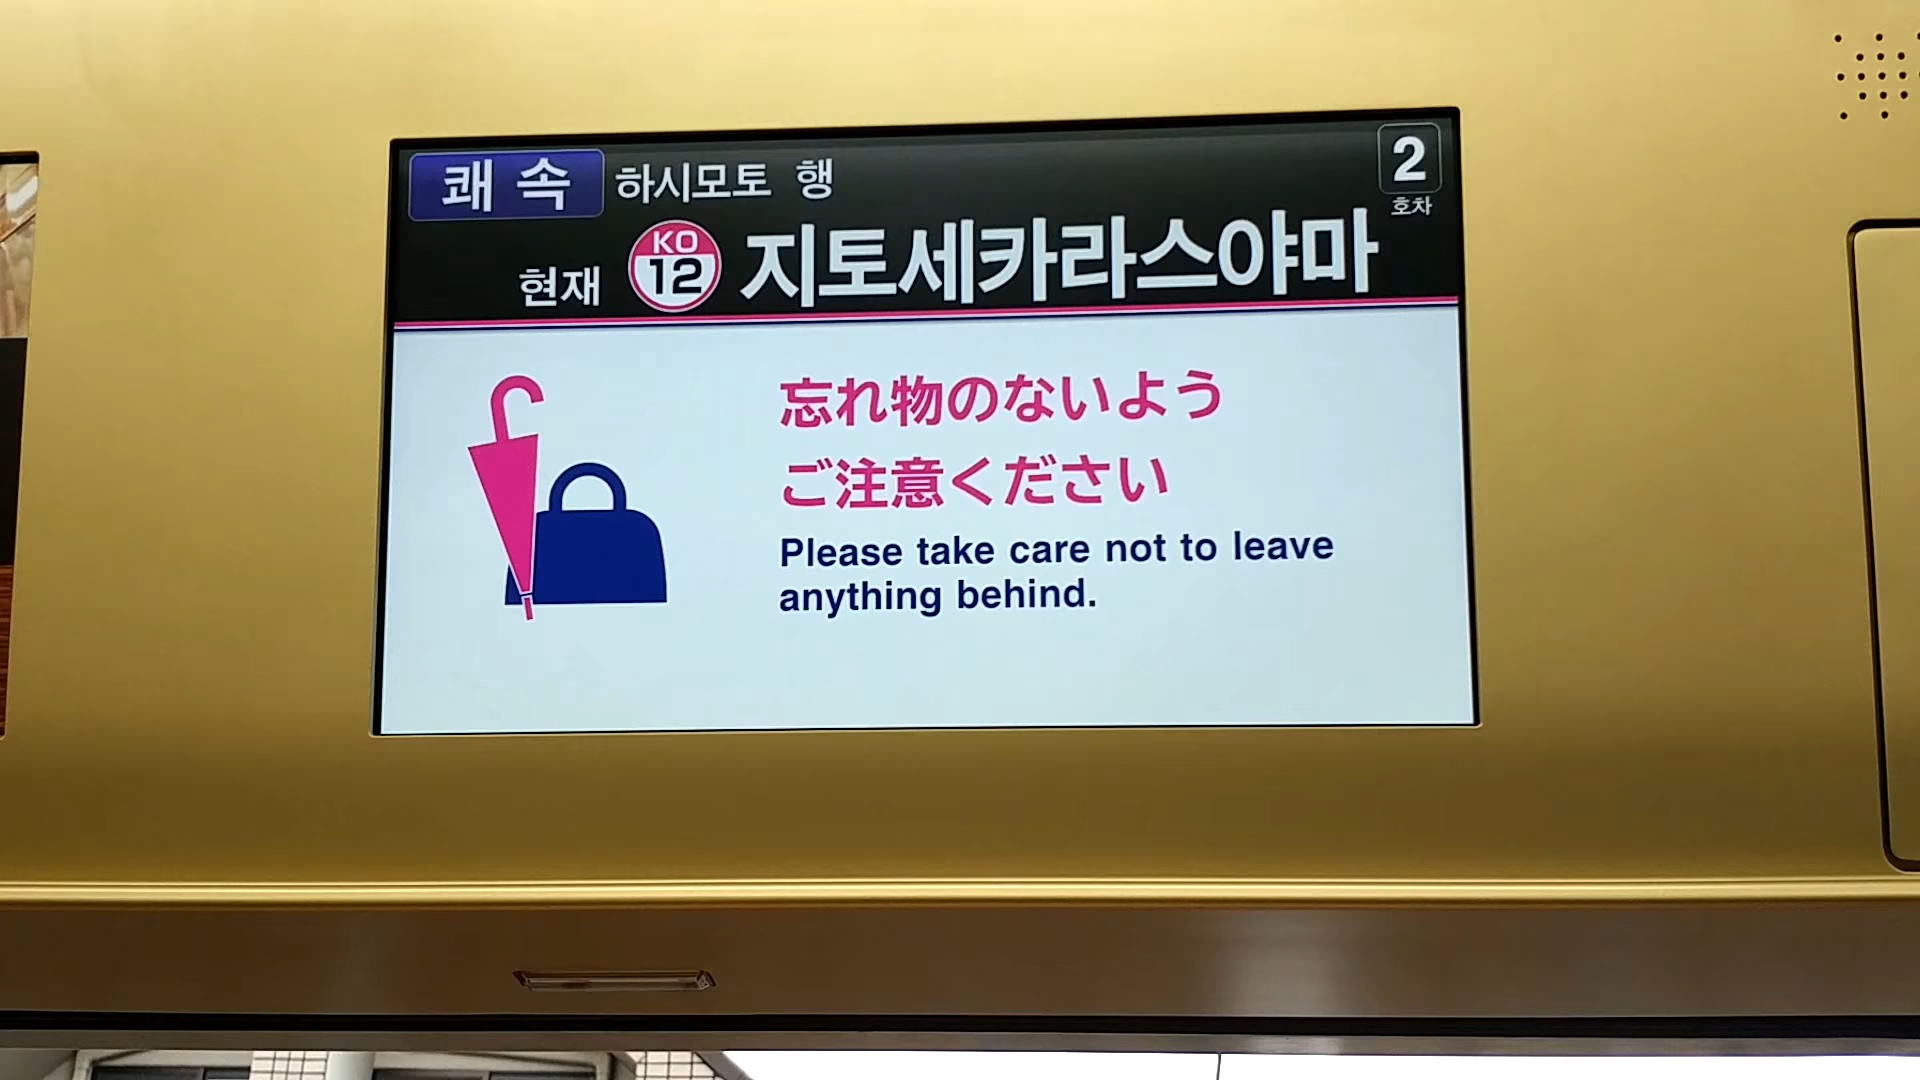 쾌속 하시모토 행
2
호차
현재 KO 12 지토세카라스야마
忘れ物のないよう
ご注意ください
Please take care not to leave
anything behind.